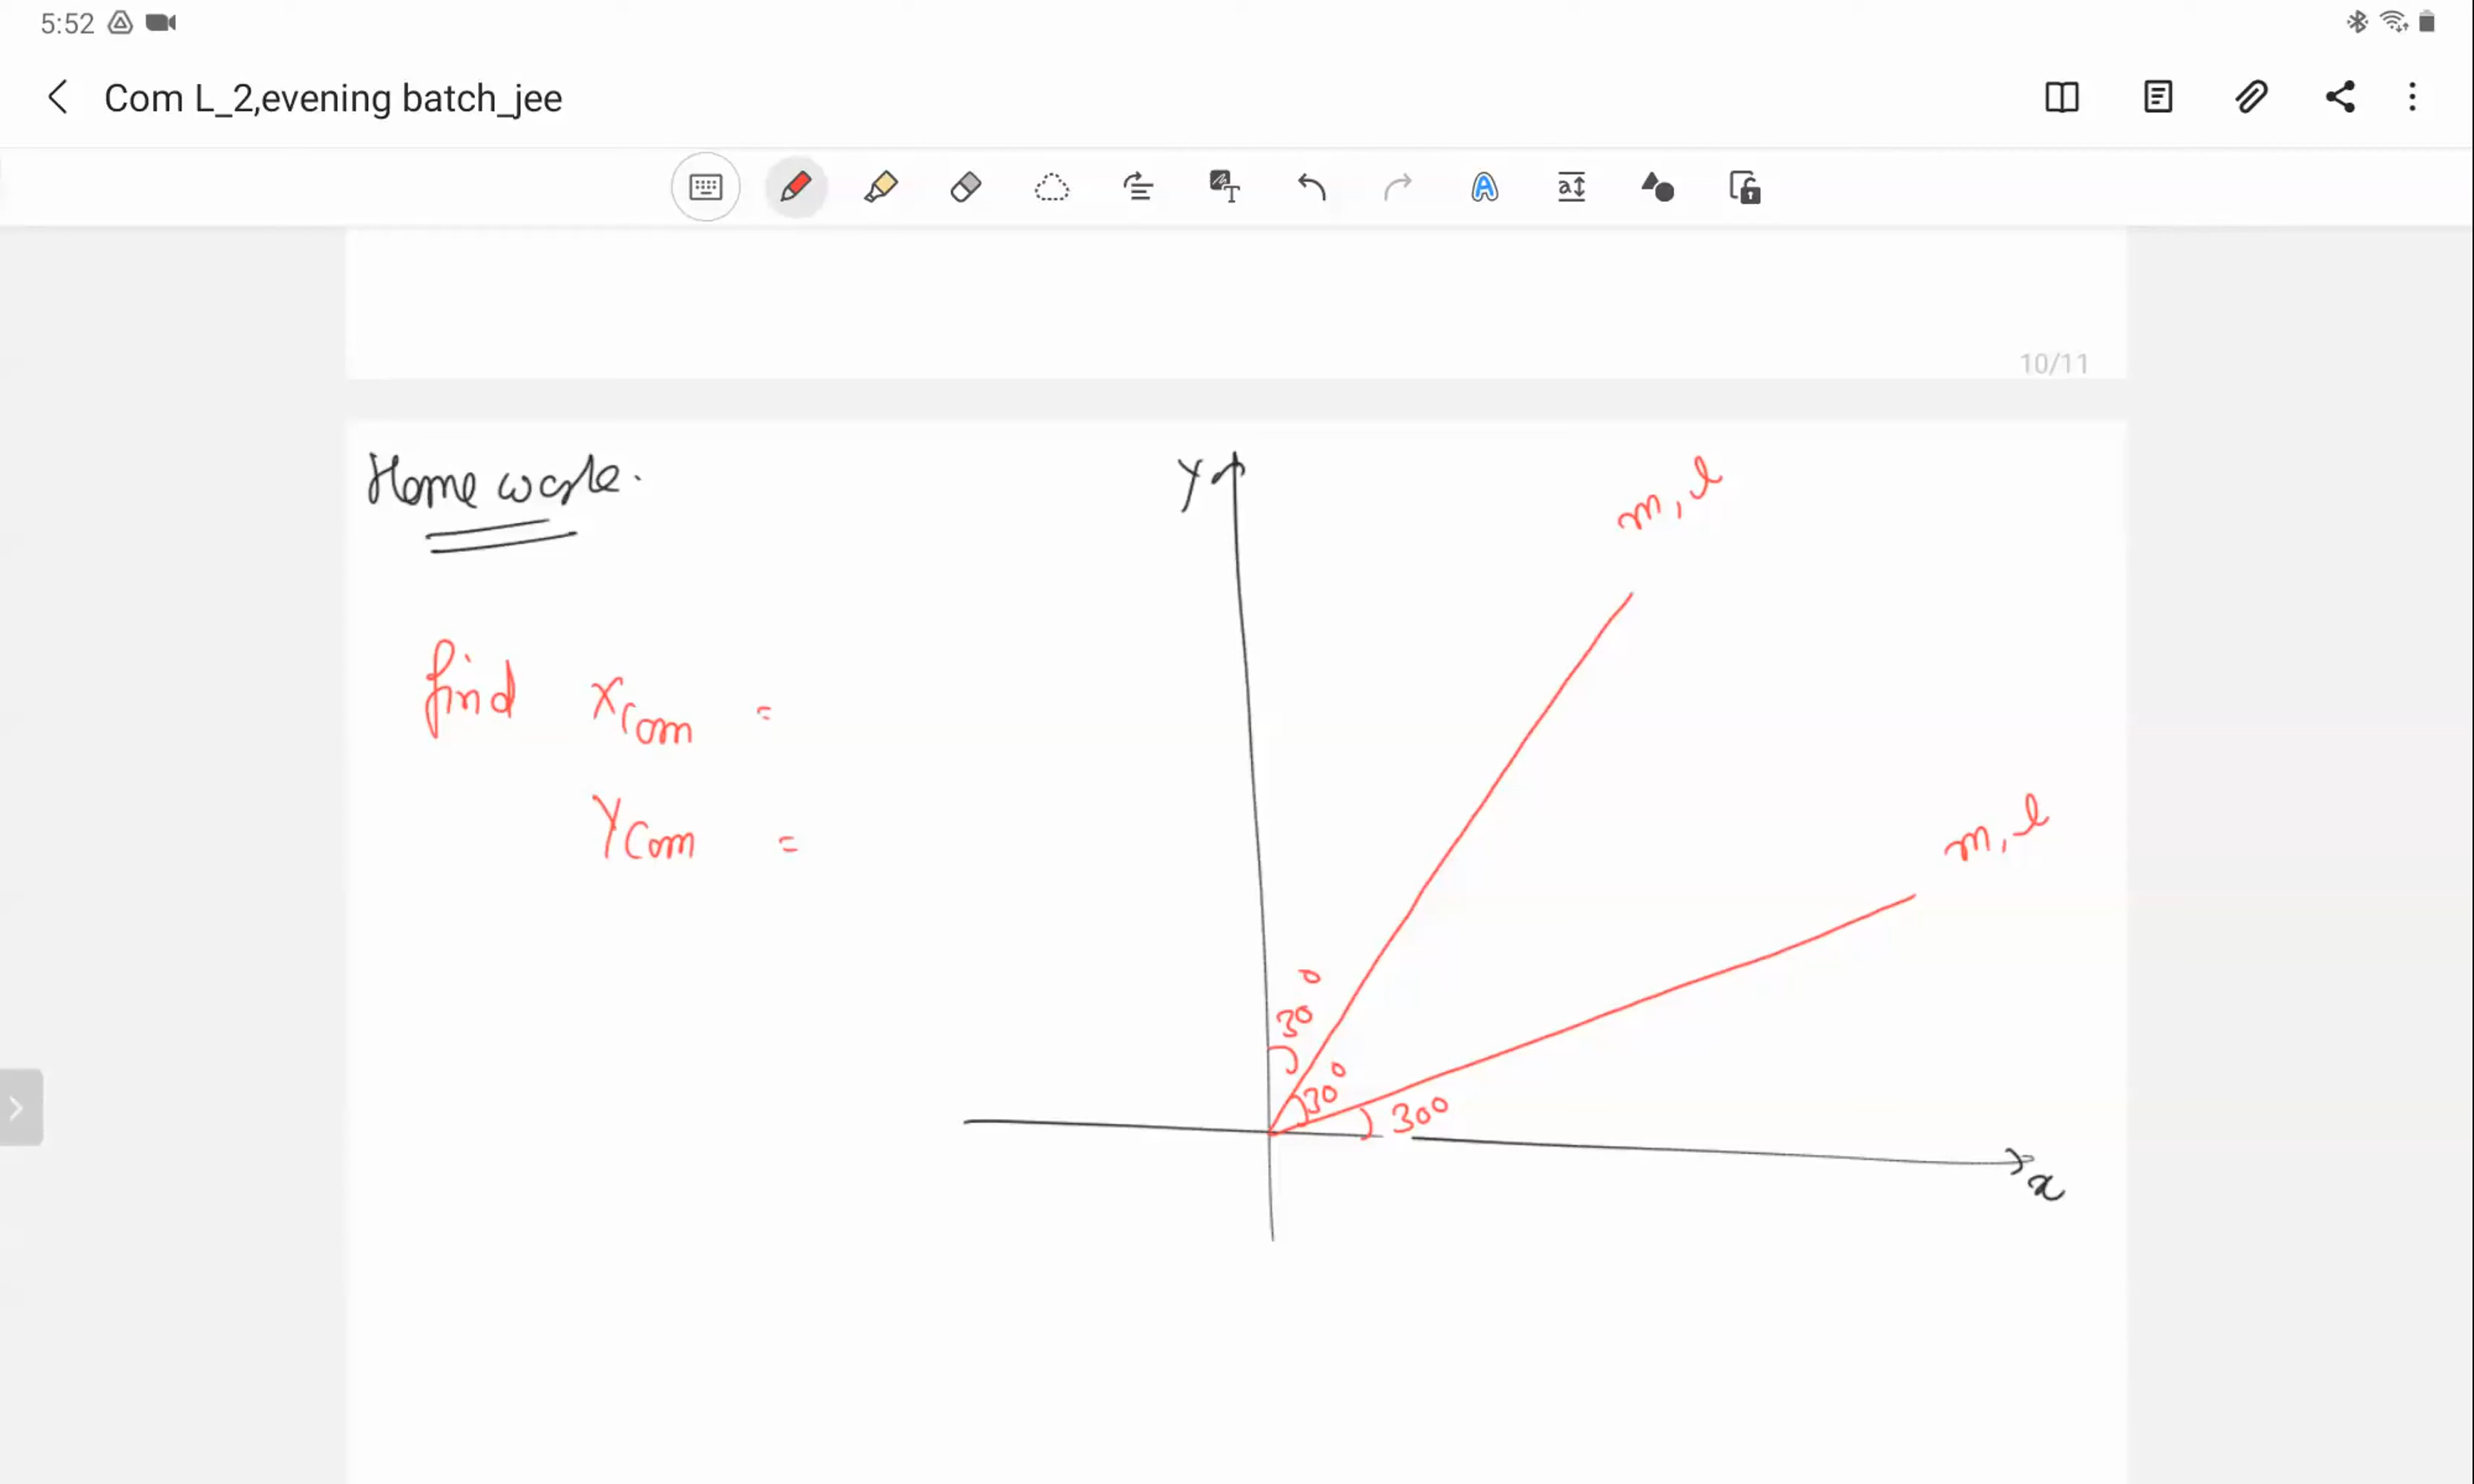 5:52
Com L_2,evening batch_jee
10/11
Home work.
find Xcom =
Ycom =
Y
m, l
m, l
30°
30°
30°
x